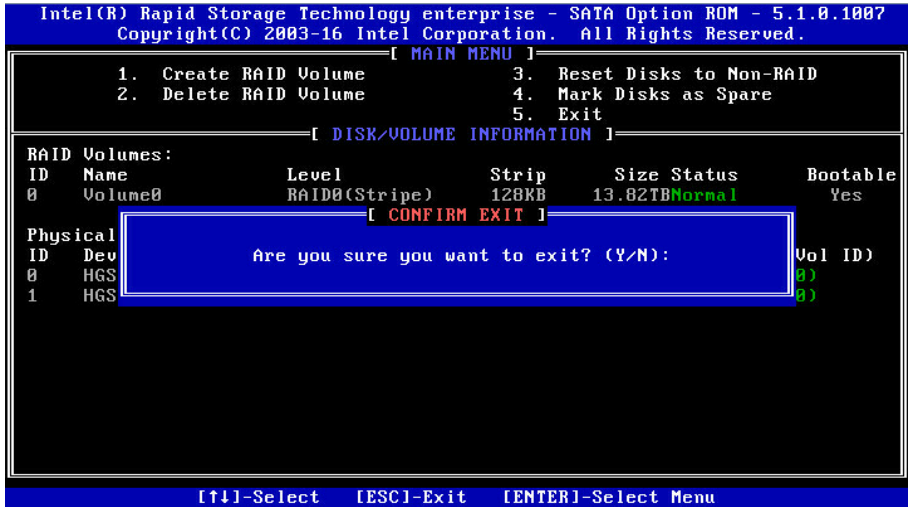 Intel(R) Rapid Storage Technology enterprise - SATA Option ROM - 5.1.0.1007
Copyright(C) 2003-16 Intel Corporation.  All Rights Reserved.
[ MAIN MENU ]
1. Create RAID Volume 3. Reset Disks to Non-RAID
2. Delete RAID Volume 4. Mark Disks as Spare
5. Exit
[ DISK/VOLUME INFORMATION ]
RAID Volumes:
ID Name Level Strip Size Status Bootable
0 Volume0 RAID0(Stripe) 128KB 13.82TB Normal Yes
[ CONFIRM EXIT ]
Physical
ID Dev Are you sure you want to exit? (Y/N): Vol ID)
0 HGS 0)
1 HGS 0)
[↑↓]-Select [ESC]-Exit [ENTER]-Select Menu